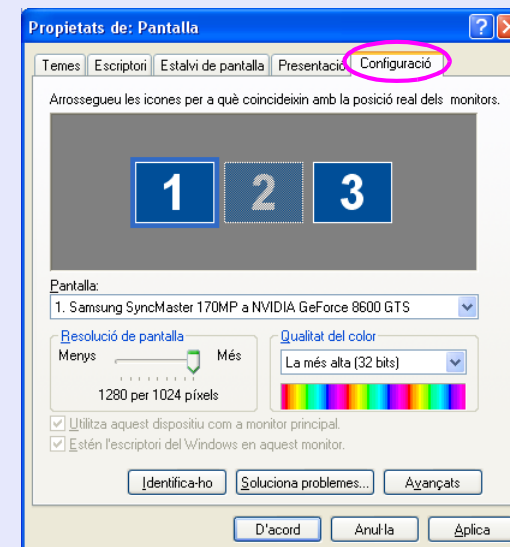 Propietats de: Pantalla
Temes Escriptori Estalvi de pantalla Presentació Configuració
Arrossegueu les icones per a què coincideixin amb la posició real dels monitors.
1 2 3
Pantalla:
1. Samsung SyncMaster 170MP a NVIDIA GeForce 8600 GTS
Resolució de pantalla Qualitat del color
Menys Més La més alta (32 bits)
1280 per 1024 píxels
Utilitza aquest dispositiu com a monitor principal.
Estén l'escriptori del Windows en aquest monitor.
Identifica-ho Soluciona problemes... Avançats
D'acord Anul·la Aplica